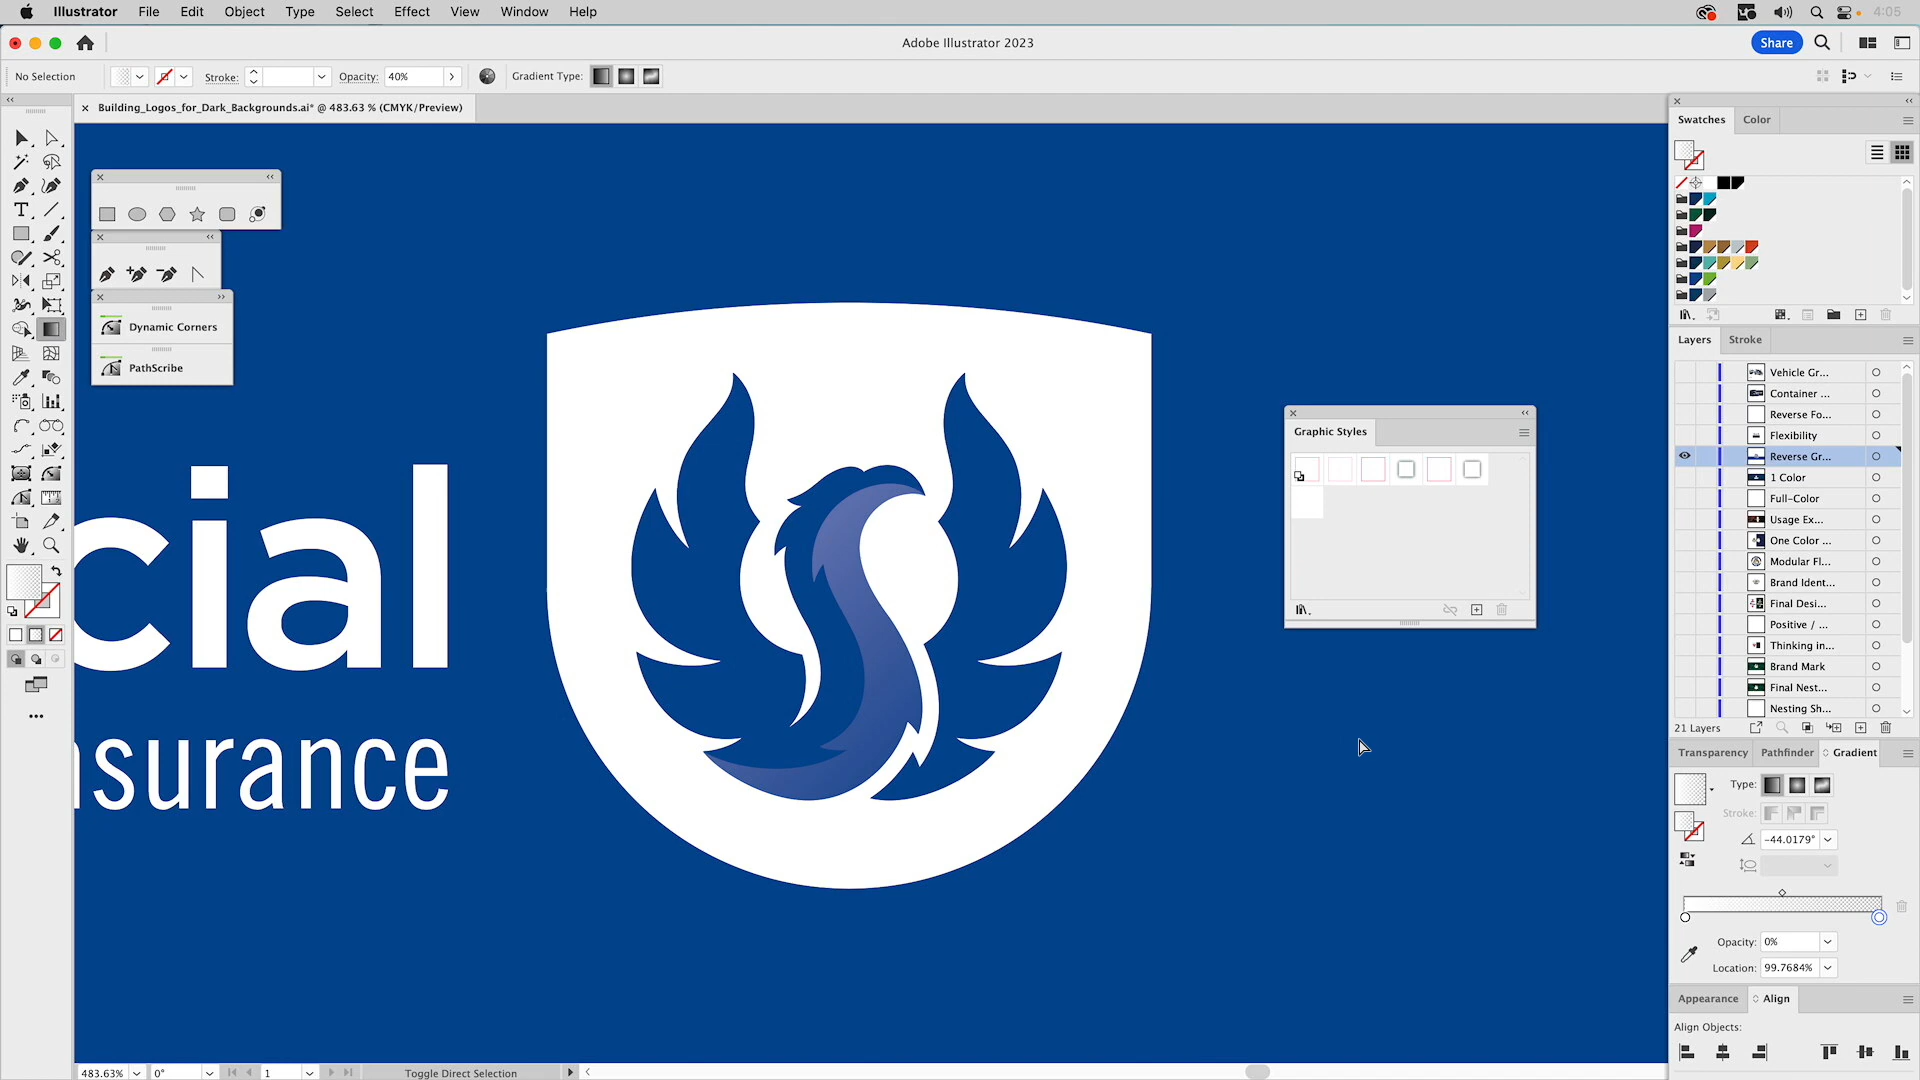 Illustrator File Edit Object Type Select Effect View Window Help 4:05
Adobe Illustrator 2023
Share
No Selection Stroke: Opacity: 40% Gradient Type:
Building_Logos_for_Dark_Backgrounds.ai* @ 483.63 % (CMYK/Preview)
Swatches Color
Dynamic Corners
PathScribe
Layers Stroke
Vehicle Gr...
Container ...
Reverse Fo...
Flexibility
Reverse Gr...
1 Color
Full-Color
Usage Ex...
One Color ...
Modular Fl...
Brand Ident...
Final Desi...
Positive / ...
Thinking in...
Brand Mark
Final Nest...
Nesting Sh...
21 Layers
Graphic Styles
cial
nsurance
Transparency Pathfinder Gradient
Type:
Stroke:
-44.0179°
Opacity: 0%
Location: 99.7684%
Appearance Align
Align Objects:
483.63% 0° 1 Toggle Direct Selection